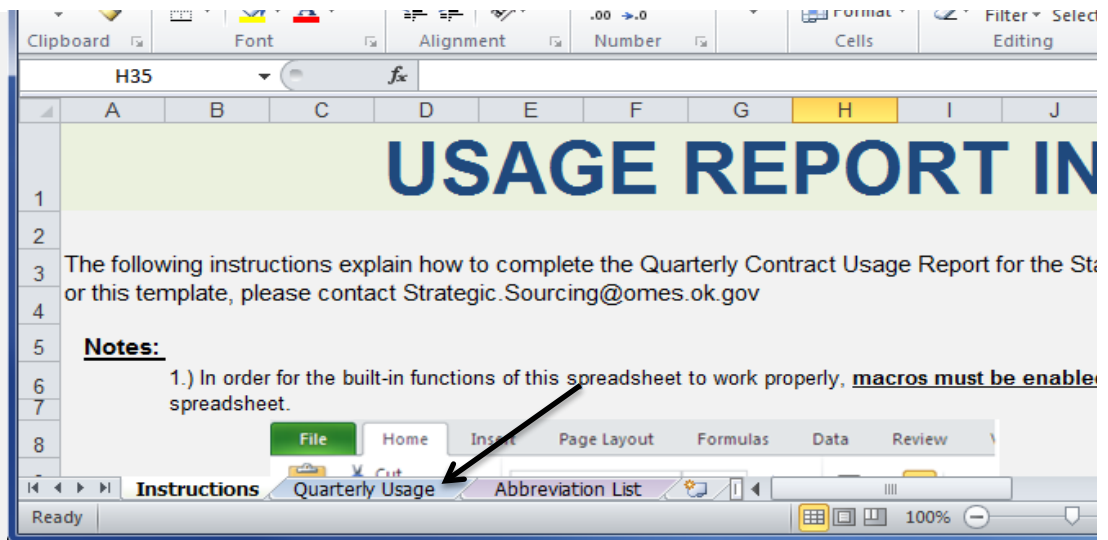 .00 .0 Format
Filter Select
Clipboard Font Alignment Number Cells Editing
H35 fx
A B C D E F G H I J
1 USAGE REPORT IN
2
3 The following instructions explain how to complete the Quarterly Contract Usage Report for the Sta
4 or this template, please contact Strategic.Sourcing@omes.ok.gov
5 Notes:
6 1.) In order for the built-in functions of this spreadsheet to work properly, macros must be enabled
7 spreadsheet.
8 File Home Insert Page Layout Formulas Data Review
Cut
Instructions Quarterly Usage Abbreviation List
Ready 100%